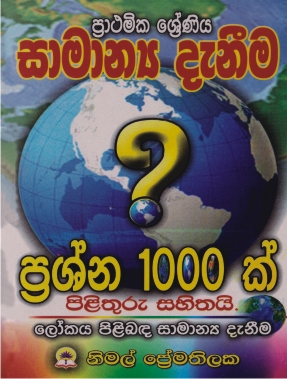 ප්‍රාථමික ශ්‍රේණිය
සාමාන්‍ය දැනීම
?
ප්‍රශ්න 1000 ක්
පිළිතුරු සහිතයි.
ලෝකය පිළිබඳ සාමාන්‍ය දැනීම
නිමල් ප්‍රේමතිලක